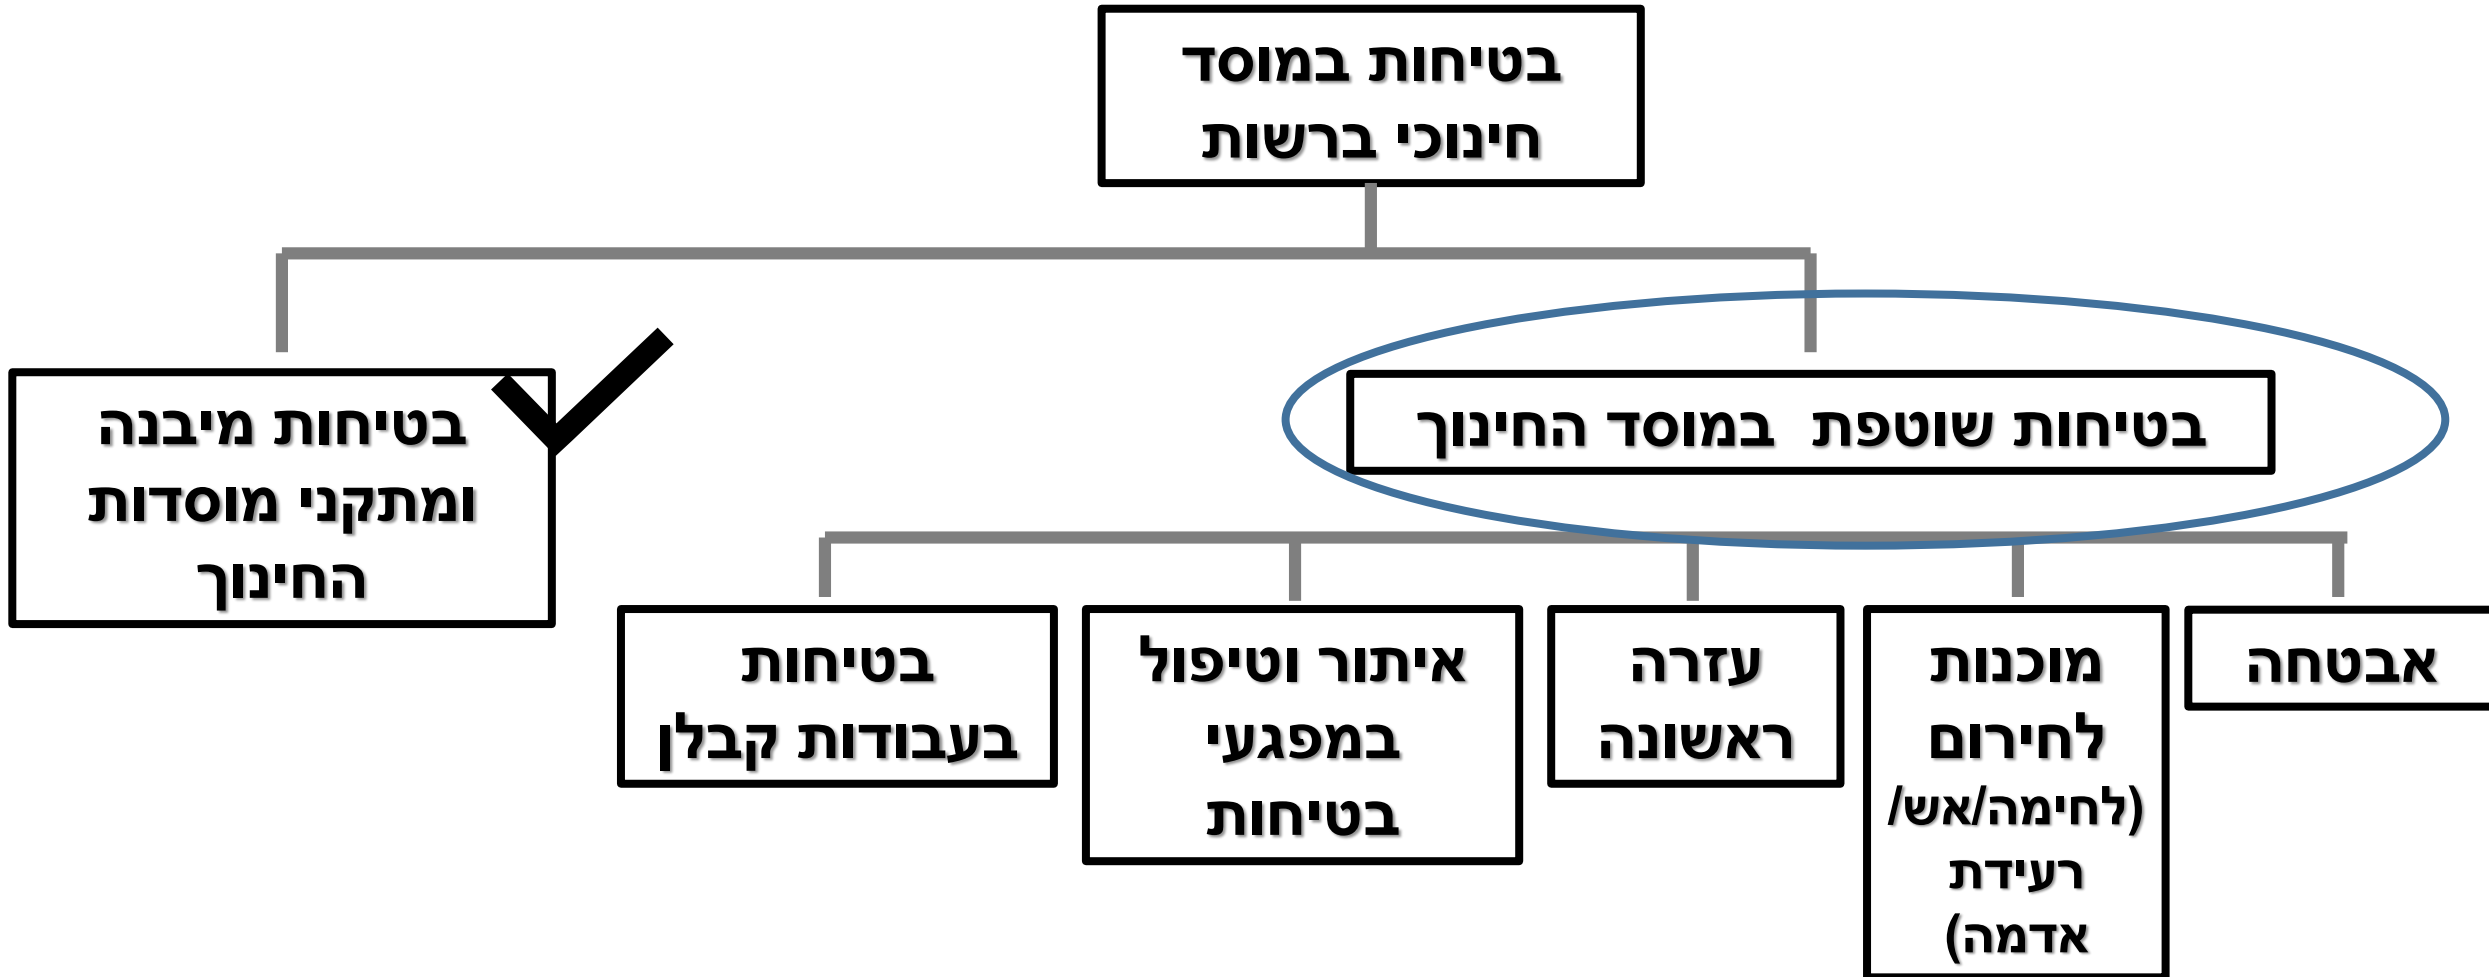 בטיחות במוסד
חינוכי ברשות
בטיחות שוטפת במוסד החינוך
בטיחות מיבנה
ומתקני מוסדות
החינוך
אבטחה
מוכנות
לחירום
(לחימה/אש/
רעידת
אדמה)
עזרה
ראשונה
איתור וטיפול
במפגעי
בטיחות
בטיחות
בעבודות קבלן